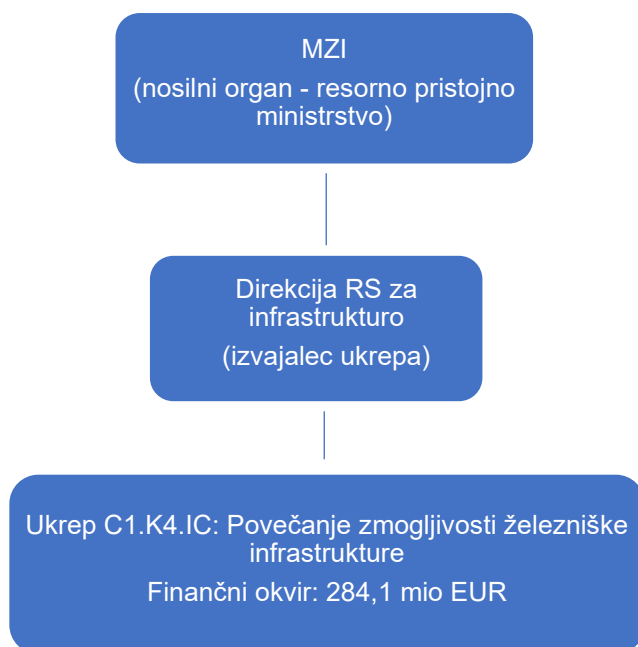 MZI
(nosilni organ - resorno pristojno
ministrstvo)
Direkcija RS za
infrastrukturo
(izvajalec ukrepa)
Ukrep C1.K4.IC: Povečanje zmogljivosti železniške
infrastrukture
Finančni okvir: 284,1 mio EUR